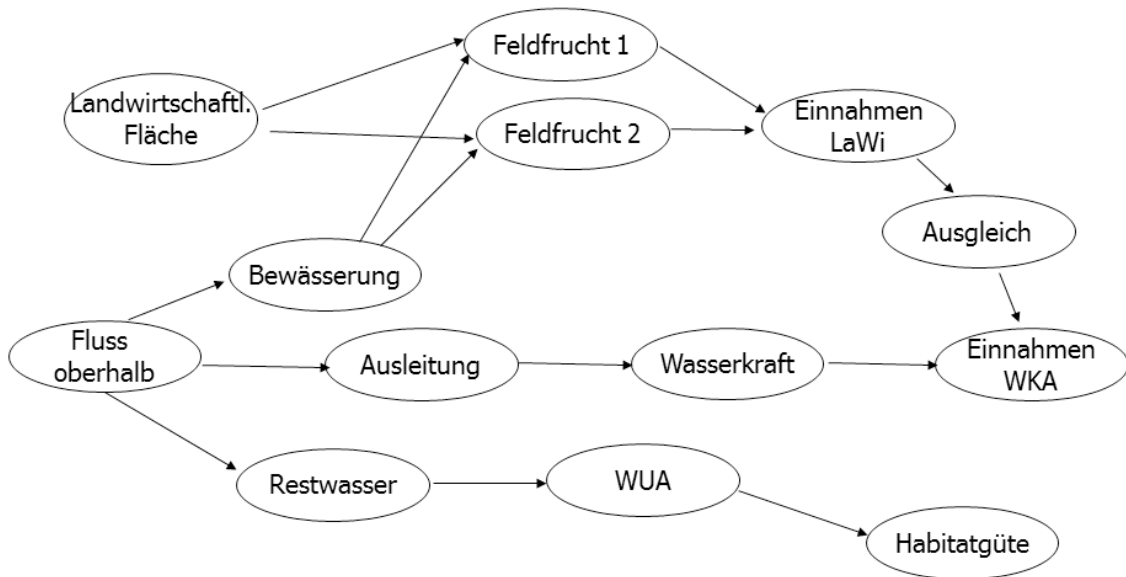 Feldfrucht 1
Landwirtschaftl.
Fläche
Feldfrucht 2
Einnahmen
LaWi
Ausgleich
Bewässerung
Fluss
oberhalb
Ausleitung
Wasserkraft
Einnahmen
WKA
Restwasser
WUA
Habitatgüte